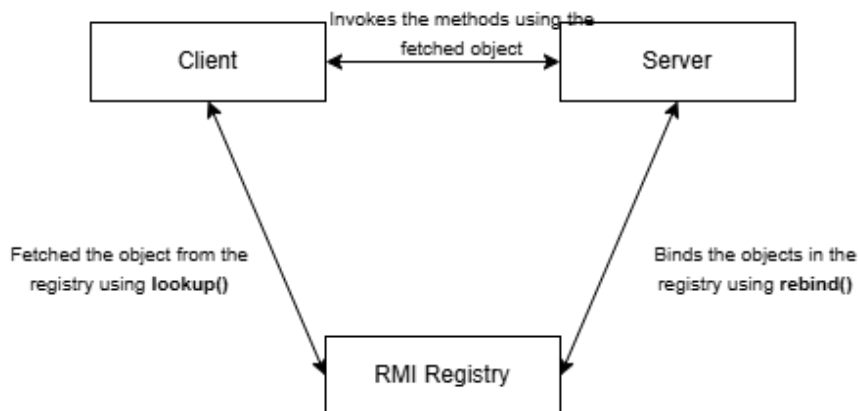 Invokes the methods using the
fetched object
Client
Server
Fetched the object from the
registry using lookup()
Binds the objects in the
registry using rebind()
RMI Registry